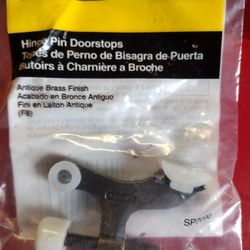 Hinge Pin Doorstops
Topes de Perno de Bisagra de Puerta
Butoirs à Charnière a Broche
Antique Brass Finish
Acabado en Bronce Antiguo
Fini en Laiton Antique
(F8)